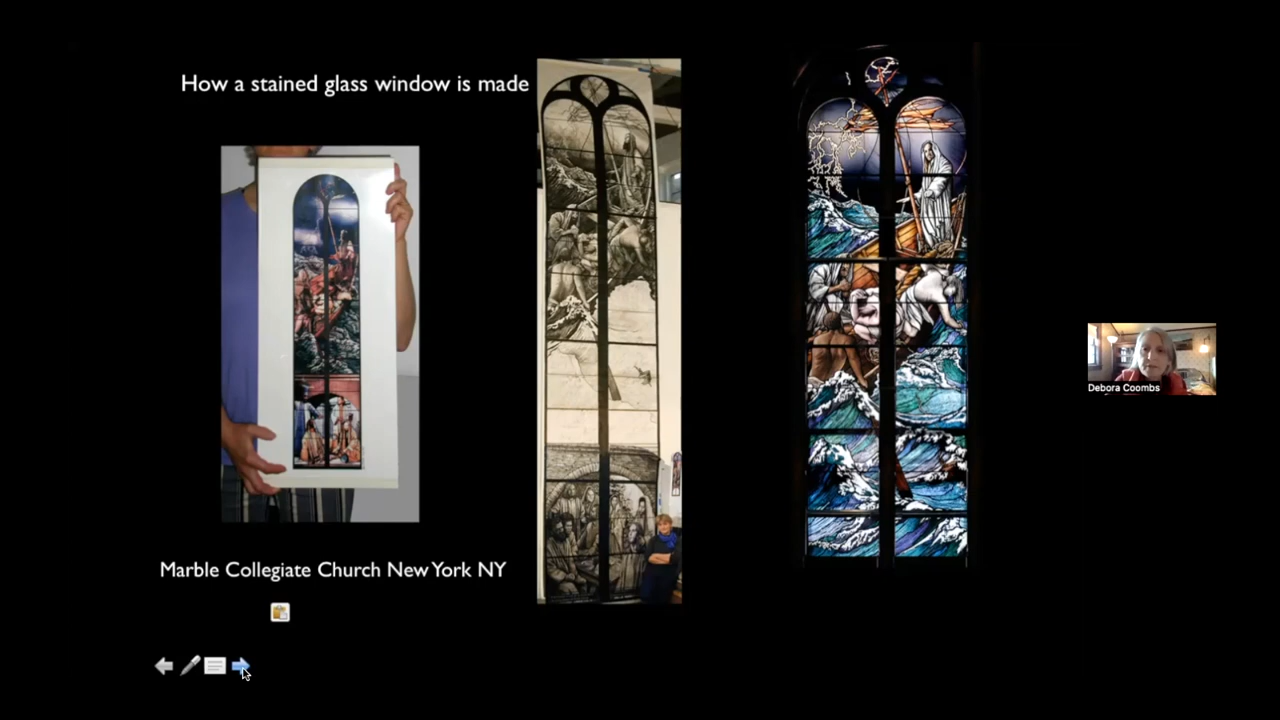 How a stained glass window is made
Marble Collegiate Church New York NY
Debora Coombs